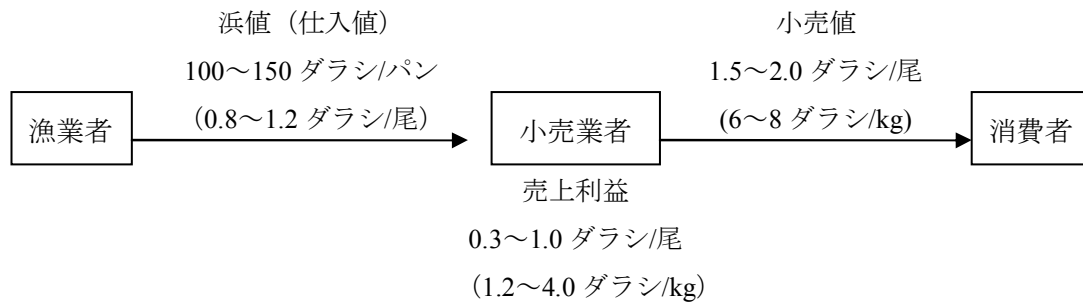 浜値（仕入値）
100～150 ダラシ/パン
（0.8～1.2 ダラシ/尾）
小売値
1.5～2.0 ダラシ/尾
(6～8 ダラシ/kg)
漁業者
小売業者
消費者
売上利益
0.3～1.0 ダラシ/尾
（1.2～4.0 ダラシ/kg）